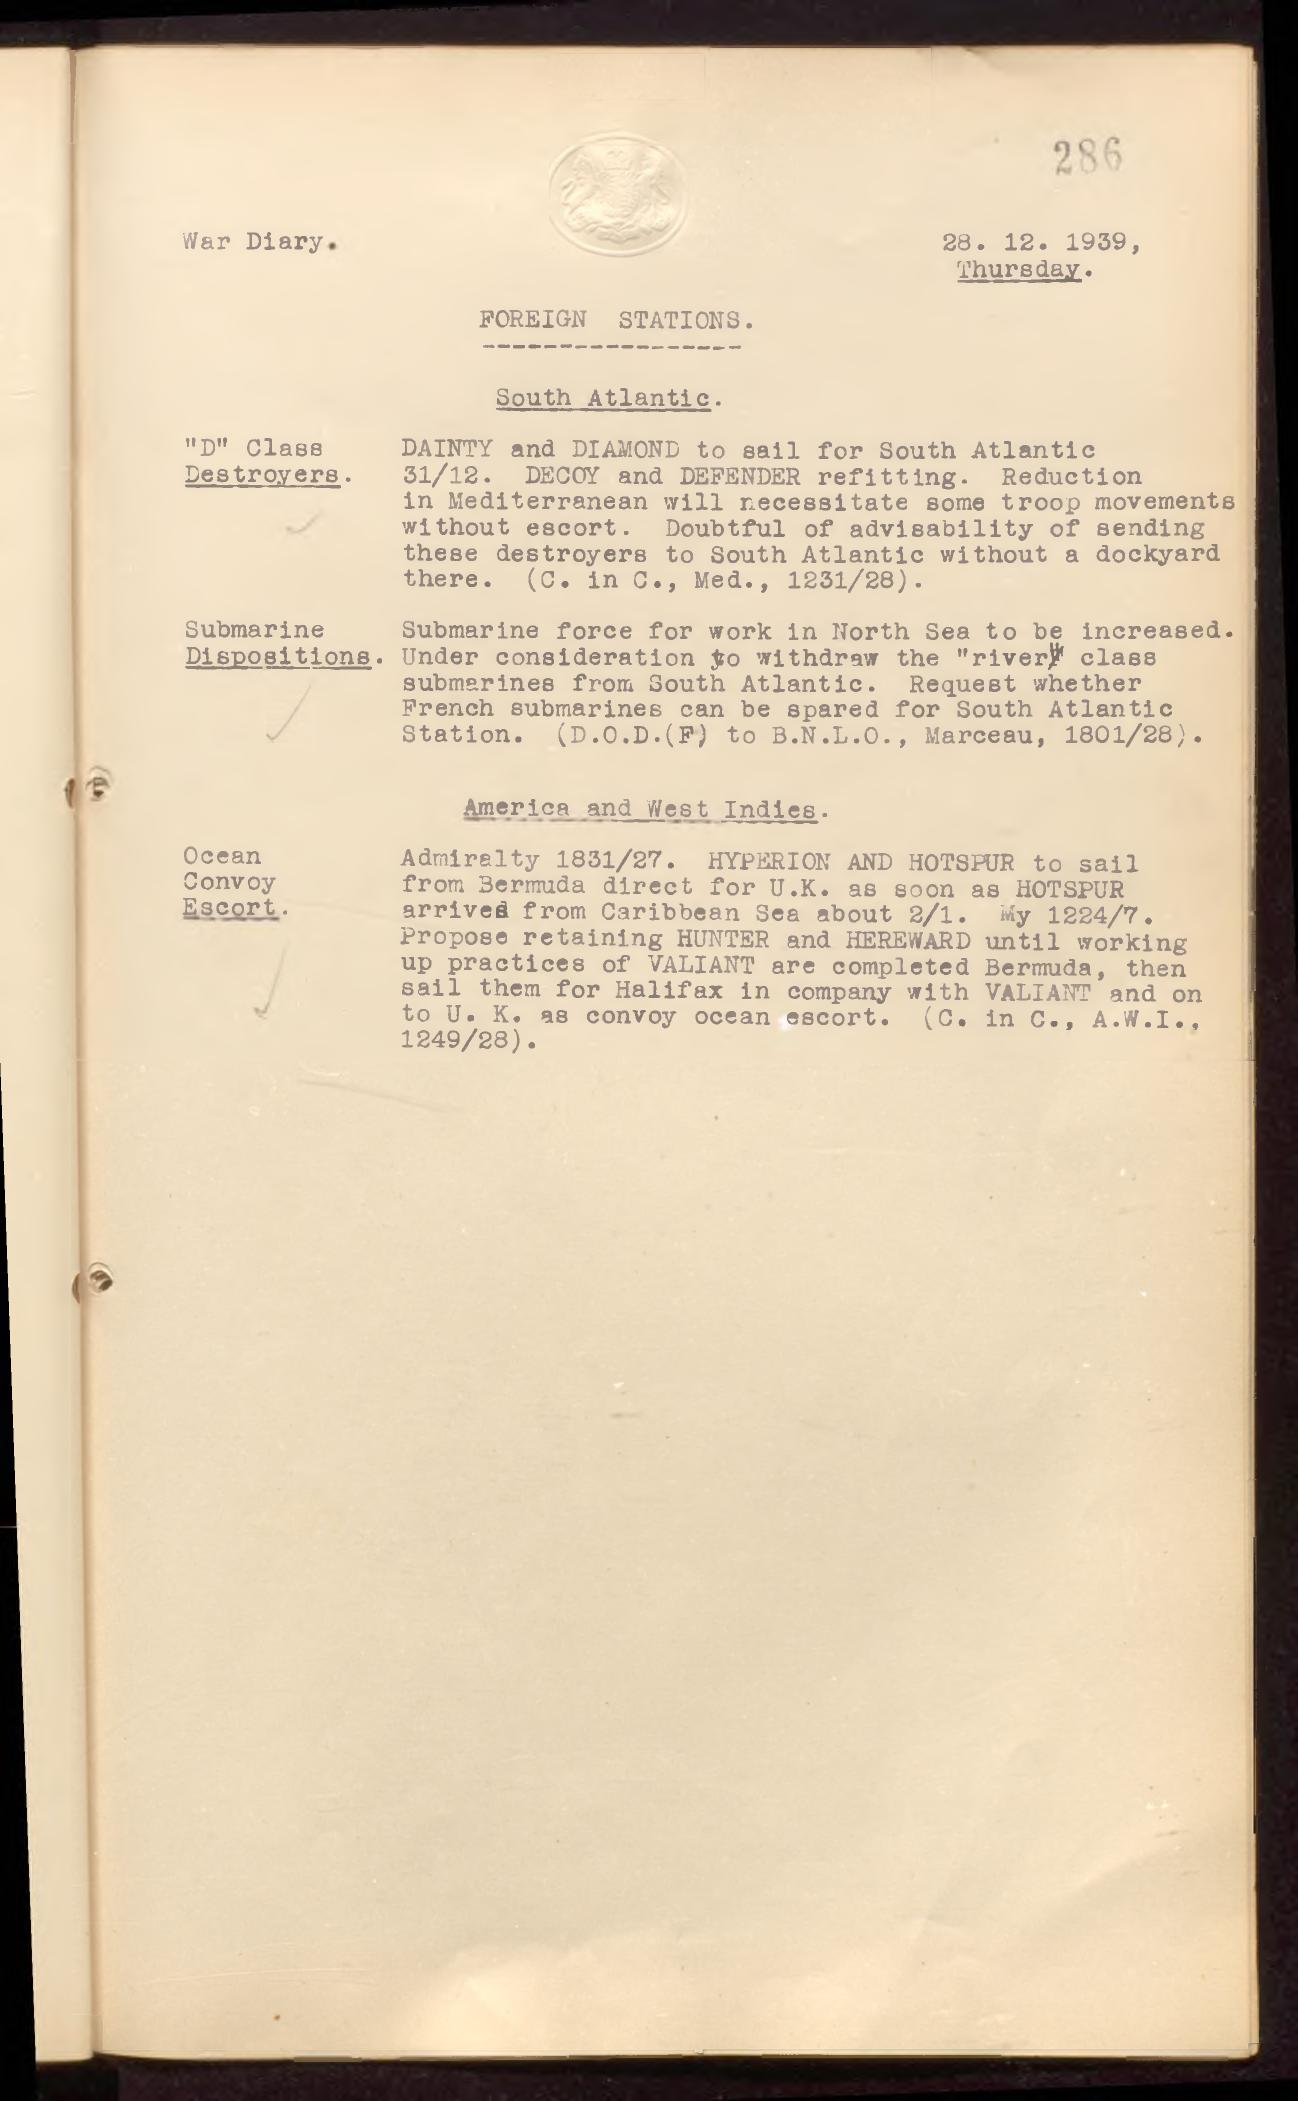 286
War Diary.
28. 12. 1939,
Thursday.
FOREIGN STATIONS.
-----------------
South Atlantic.
"D" Class
Destroyers.
DAINTY and DIAMOND to sail for South Atlantic
31/12. DECOY and DEFENDER refitting. Reduction
in Mediterranean will necessitate some troop movements
without escort. Doubtful of advisability of sending
these destroyers to South Atlantic without a dockyard
there. (C. in C., Med., 1231/28).
Submarine
Dispositions.
Submarine force for work in North Sea to be increased.
Under consideration to withdraw the "river" class
submarines from South Atlantic. Request whether
French submarines can be spared for South Atlantic
Station. (D.O.D.(F) to B.N.L.O., Marceau, 1801/28).
America and West Indies.
Ocean
Convoy
Escort.
Admiralty 1831/27. HYPERION AND HOTSPUR to sail
from Bermuda direct for U.K. as soon as HOTSPUR
arrives from Caribbean Sea about 2/1. My 1224/7.
Propose retaining HUNTER and HEREWARD until working
up practices of VALIANT are completed Bermuda, then
sail them for Halifax in company with VALIANT and on
to U. K. as convoy ocean escort. (C. in C., A.W.I.,
1249/28).